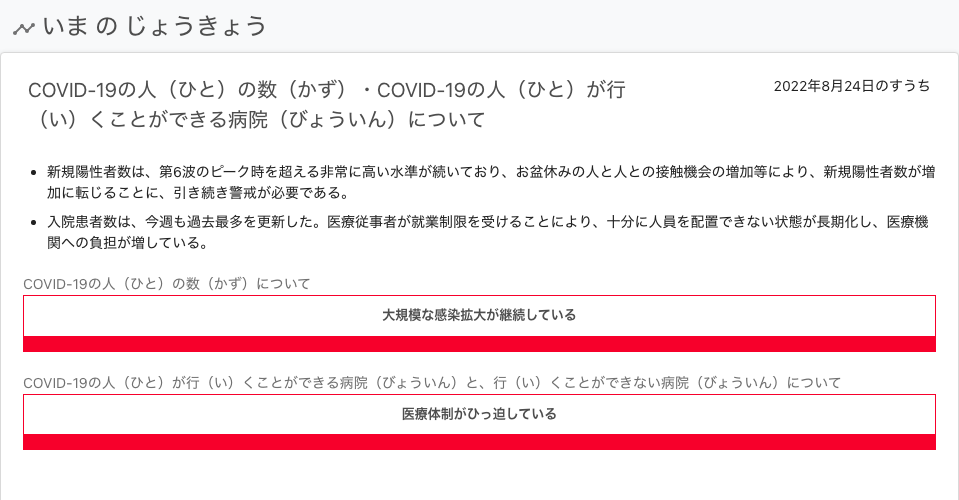 いま の じょうきょう
COVID-19の人（ひと）の数（かず）・COVID-19の人（ひと）が行
（い）くことができる病院（びょういん）について
2022年8月24日のすうち
• 新規陽性者数は、第6波のピーク時を超える非常に高い水準が続いており、お盆休みの人と人との接触機会の増加等により、新規陽性者数が増
加に転じることに、引き続き警戒が必要である。
• 入院患者数は、今週も過去最多を更新した。医療従事者が就業制限を受けることにより、十分に人員を配置できない状態が長期化し、医療機
関への負担が増している。
COVID-19の人（ひと）の数（かず）について
大規模な感染拡大が継続している
COVID-19の人（ひと）が行（い）くことができる病院（びょういん）と、行（い）くことができない病院（びょういん）について
医療体制がひっ迫している